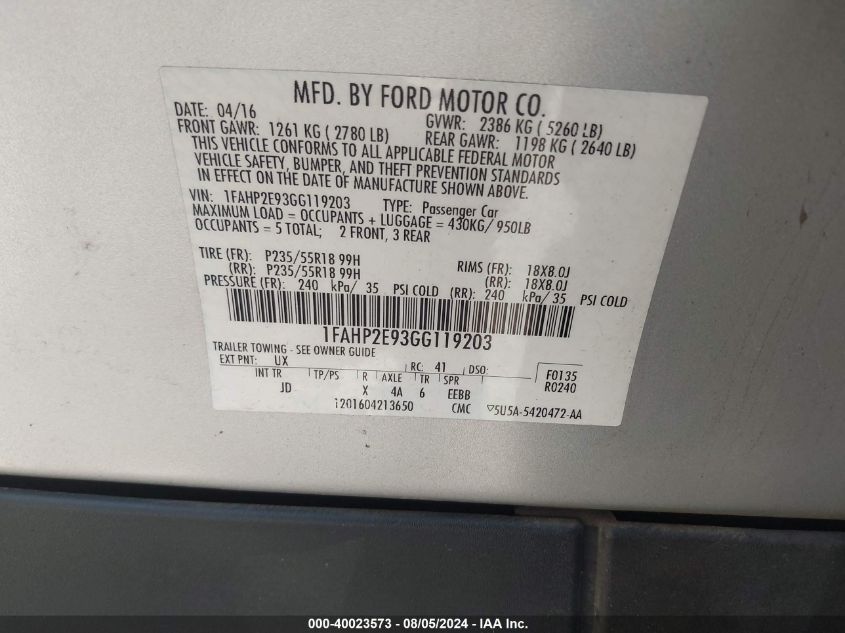 MFD. BY FORD MOTOR CO.
DATE: 04/16 GVWR: 2386 KG ( 5260 LB)
FRONT GAWR: 1261 KG ( 2780 LB) REAR GAWR: 1198 KG ( 2640 LB)
THIS VEHICLE CONFORMS TO ALL APPLICABLE FEDERAL MOTOR
VEHICLE SAFETY, BUMPER, AND THEFT PREVENTION STANDARDS
IN EFFECT ON THE DATE OF MANUFACTURE SHOWN ABOVE.
VIN: 1FAHP2E93GG119203 TYPE: Passenger Car
MAXIMUM LOAD = OCCUPANTS + LUGGAGE = 430KG/ 950LB
OCCUPANTS = 5 TOTAL; 2 FRONT, 3 REAR
TIRE (FR): P235/55R18 99H RIMS (FR): 18X8.0J
(RR): P235/55R18 99H (RR): 18X8.0J
PRESSURE (FR): 240 kPa/ 35 PSI COLD (RR): 240 kPa/ 35 PSI COLD
1FAHP2E93GG119203
TRAILER TOWING - SEE OWNER GUIDE
EXT PNT: UX RC: 41 DSO: F0135
INT TR TP/PS R AXLE TR SPR R0240
JD X 4A 6 EEBB
1201604213650 CMC ▽5U5A-5420472-AA
000-40023573 - 08/05/2024 - IAA Inc.